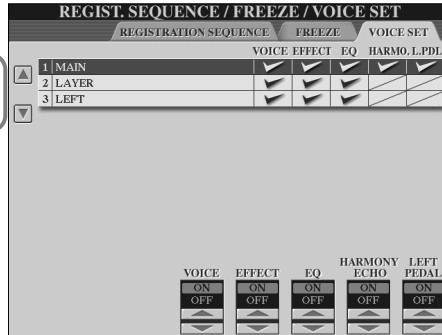 REGIST. SEQUENCE / FREEZE / VOICE SET
REGISTRATION SEQUENCE FREEZE VOICE SET
VOICE EFFECT EQ HARMO. L.PDL
1 MAIN
2 LAYER
3 LEFT
VOICE EFFECT EQ HARMONY ECHO LEFT PEDAL
ON ON ON ON ON
OFF OFF OFF OFF OFF